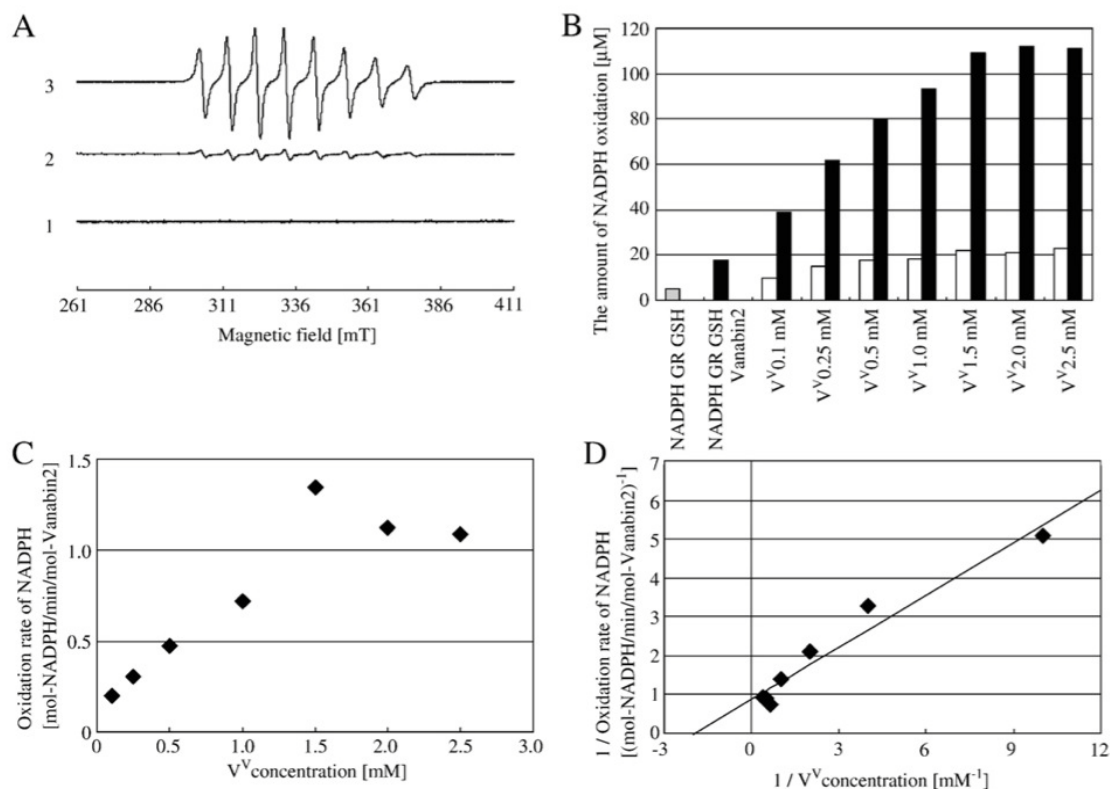 A
3
2
1
261 286 311 336 361 386 411
Magnetic field [mT]
B
The amount of NADPH oxidation [μM]
120
100
80
60
40
20
0
NADPH GR GSH
NADPH GR GSH
Vanabin2
V^V 0.1 mM
V^V 0.25 mM
V^V 0.5 mM
V^V 1.0 mM
V^V 1.5 mM
V^V 2.0 mM
V^V 2.5 mM
C
Oxidation rate of NADPH
[mol-NADPH/min/mol-Vanabin2]
1.5
1.0
0.5
0
0 0.5 1.0 1.5 2.0 2.5 3.0
V^V concentration [mM]
D
1 / Oxidation rate of NADPH
[(mol-NADPH/min/mol-Vanabin2)^-1]
7
6
5
4
3
2
1
0
-3 0 3 6 9 12
1 / V^V concentration [mM^-1]